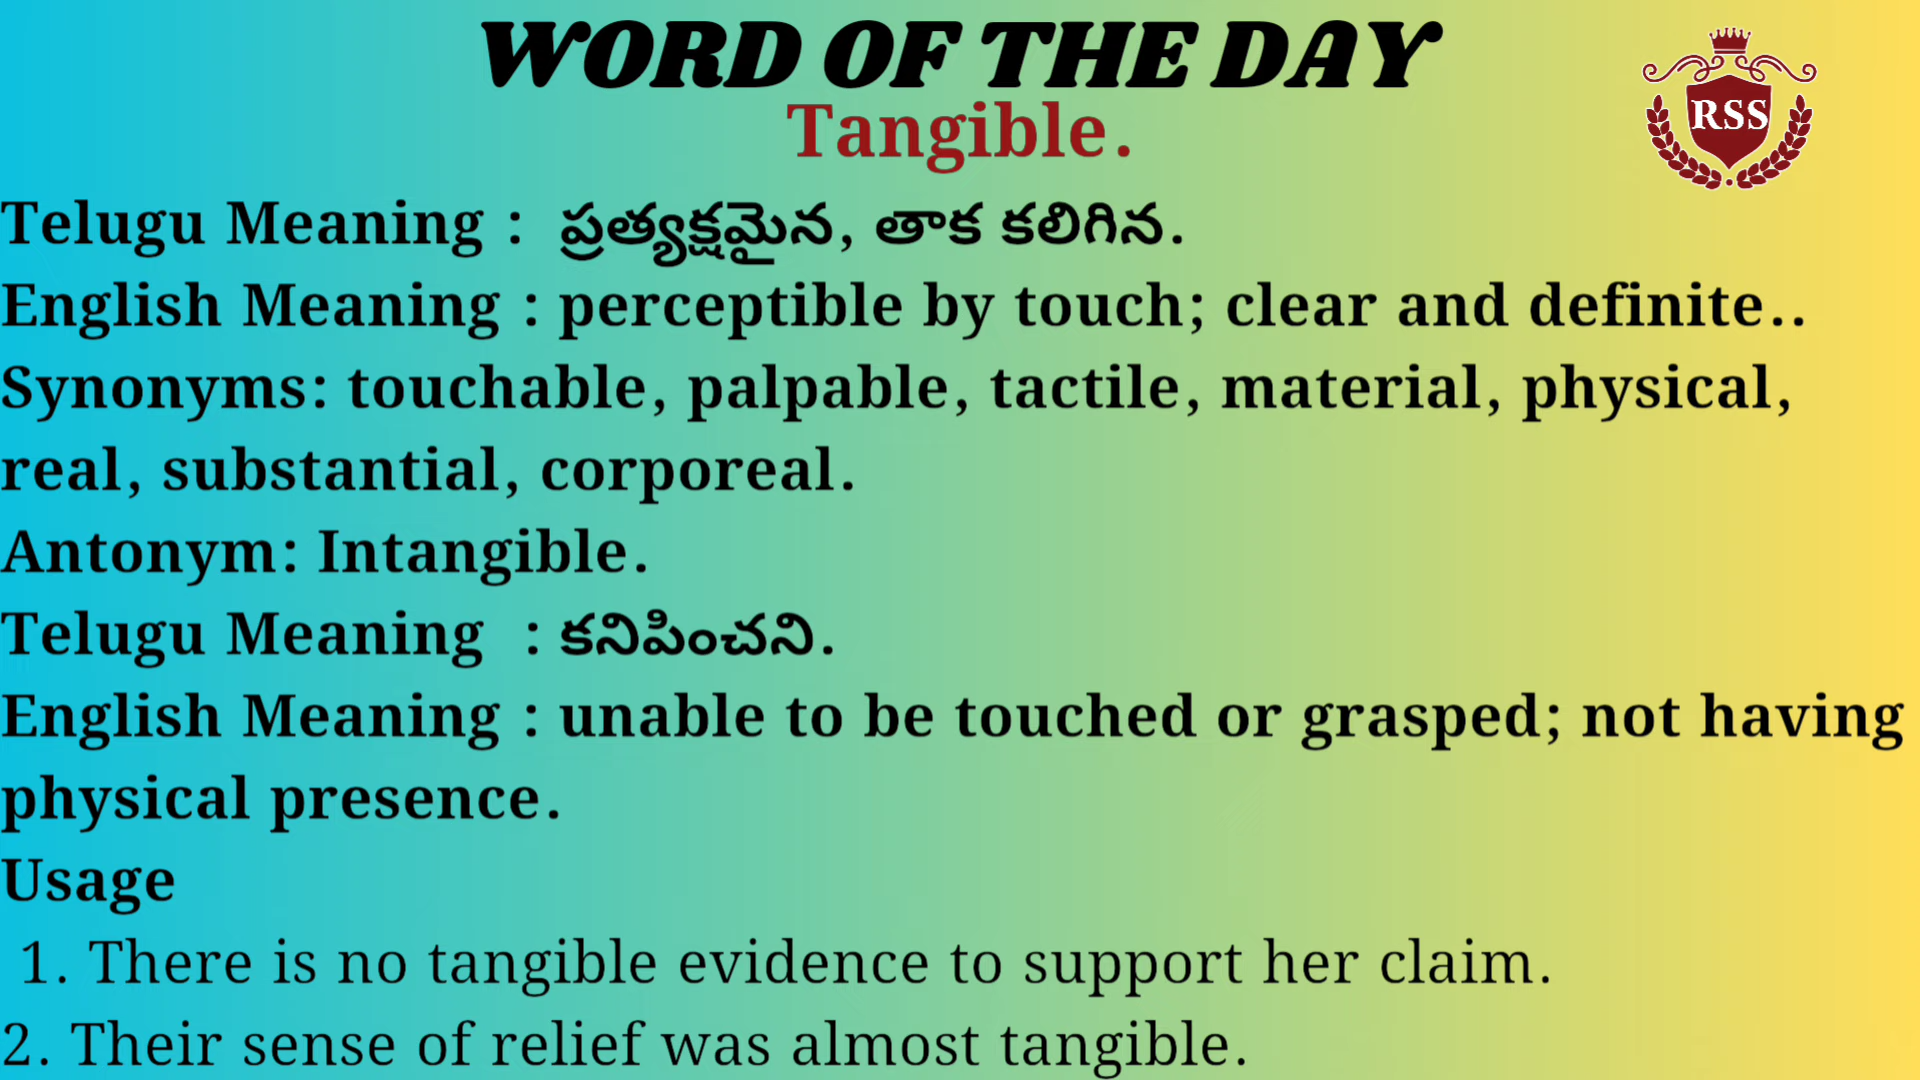 WORD OF THE DAY
RSS
Tangible.
Telugu Meaning : ప్రత్యక్షమైన, తాక కలిగిన.
English Meaning : perceptible by touch; clear and definite..
Synonyms: touchable, palpable, tactile, material, physical,
real, substantial, corporeal.
Antonym: Intangible.
Telugu Meaning : కనిపించని.
English Meaning : unable to be touched or grasped; not having
physical presence.
Usage
1. There is no tangible evidence to support her claim.
2. Their sense of relief was almost tangible.